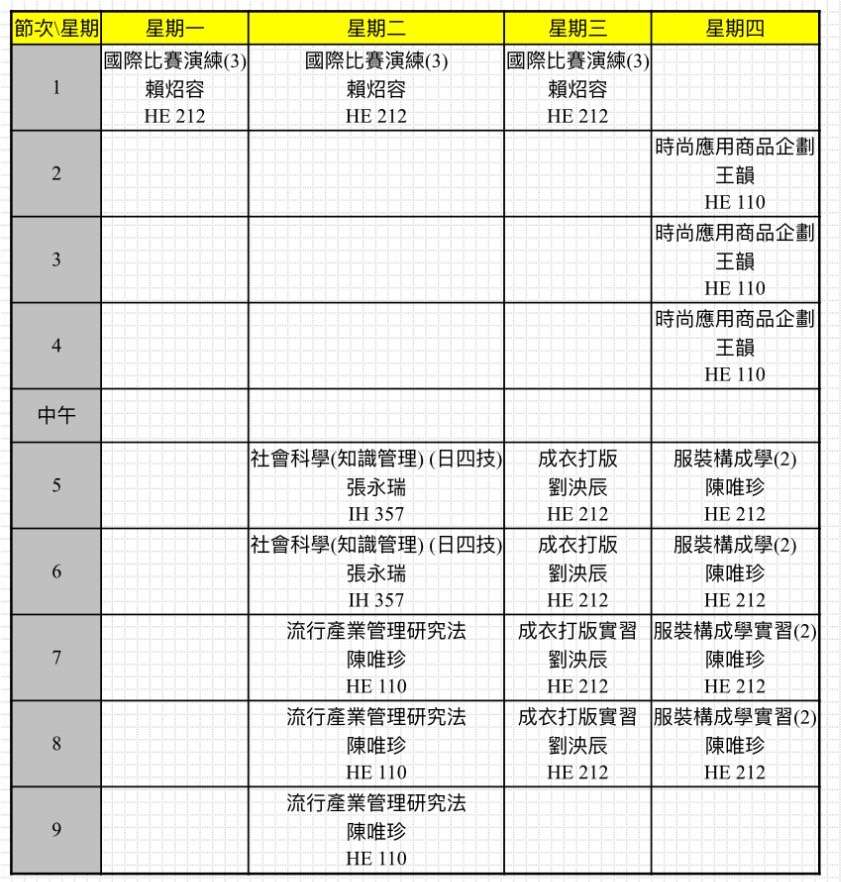 節次\星期 星期一 星期二 星期三 星期四
1
國際比賽演練(3) 國際比賽演練(3) 國際比賽演練(3)
賴炤容 賴炤容 賴炤容
HE 212 HE 212 HE 212
2
時尚應用商品企劃
王韻
HE 110
3
時尚應用商品企劃
王韻
HE 110
4
時尚應用商品企劃
王韻
HE 110
中午
5
社會科學(知識管理) (日四技) 成衣打版 服裝構成學(2)
張永瑞 劉泱辰 陳唯珍
IH 357 HE 212 HE 212
6
社會科學(知識管理) (日四技) 成衣打版 服裝構成學(2)
張永瑞 劉泱辰 陳唯珍
IH 357 HE 212 HE 212
7
流行產業管理研究法 成衣打版實習 服裝構成學實習(2)
陳唯珍 劉泱辰 陳唯珍
HE 110 HE 212 HE 212
8
流行產業管理研究法 成衣打版實習 服裝構成學實習(2)
陳唯珍 劉泱辰 陳唯珍
HE 110 HE 212 HE 212
9
流行產業管理研究法
陳唯珍
HE 110